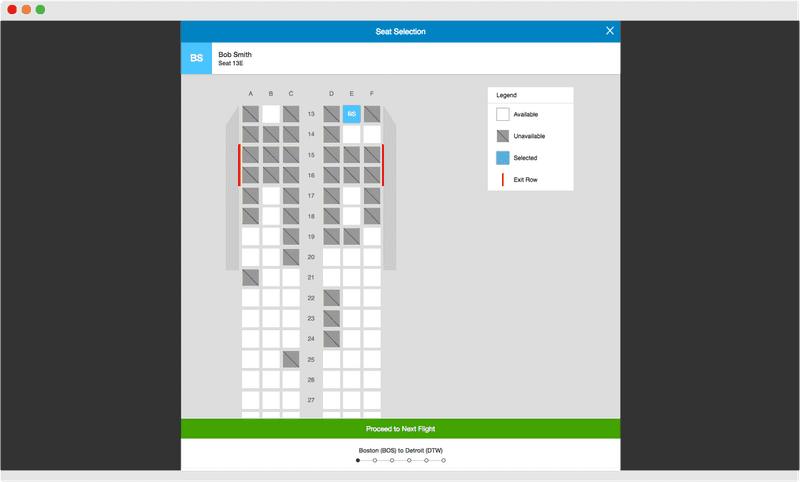 Seat Selection
BS
Bob Smith
Seat 13E
A B C D E F
13 BS
14
15
16
17
18
19
20
21
22
23
24
25
26
27
Legend
Available
Unavailable
Selected
Exit Row
Proceed to Next Flight
Boston (BOS) to Detroit (DTW)